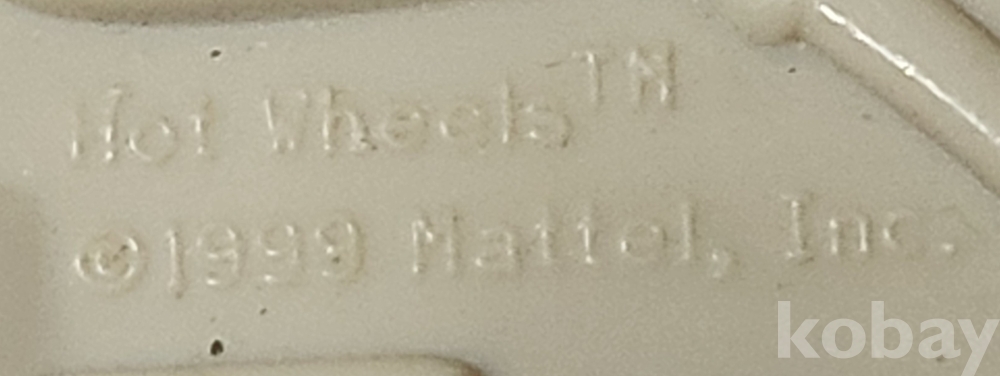 Hot Wheels™
©1999 Mattel, Inc.
kobay